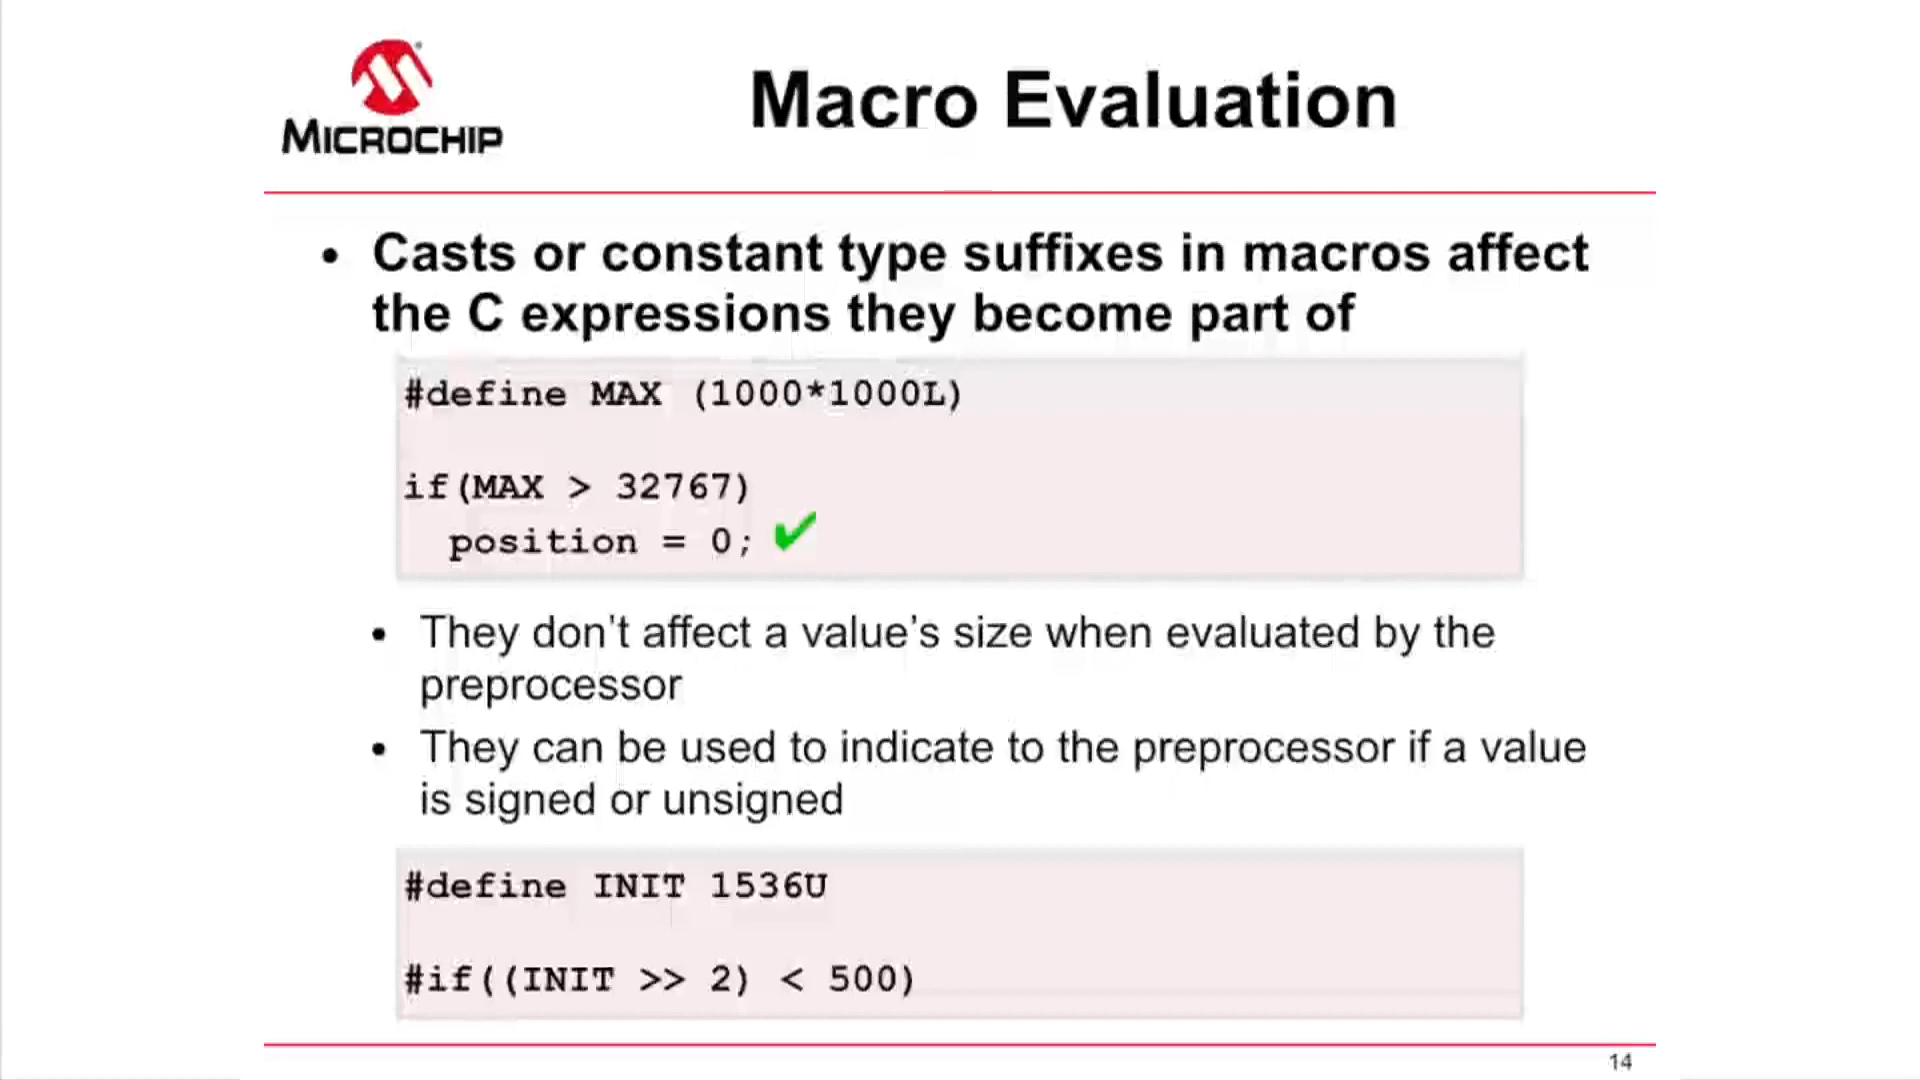 MICROCHIP
Macro Evaluation
• Casts or constant type suffixes in macros affect
the C expressions they become part of
#define MAX (1000*1000L)
if(MAX > 32767)
position = 0;
• They don't affect a value's size when evaluated by the
preprocessor
• They can be used to indicate to the preprocessor if a value
is signed or unsigned
#define INIT 1536U
#if((INIT >> 2) < 500)
14